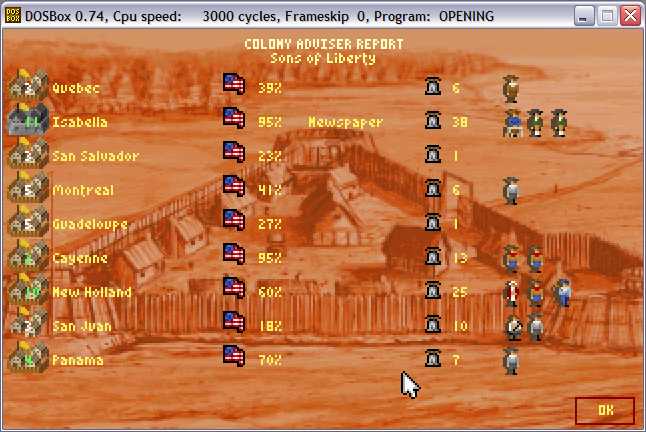 DOSBox 0.74, Cpu speed: 3000 cycles, Frameskip 0, Program: OPENING
COLONY ADVISER REPORT
Sons of Liberty
Quebec 39% 6
Isabella 95% Newspaper 38
San Salvador 23% 1
5 Montreal 41% 6
5 Guadeloupe 27% 1
Cayenne 95% 13
New Holland 60% 25
San Juan 18% 10
Panama 70% 7
OK